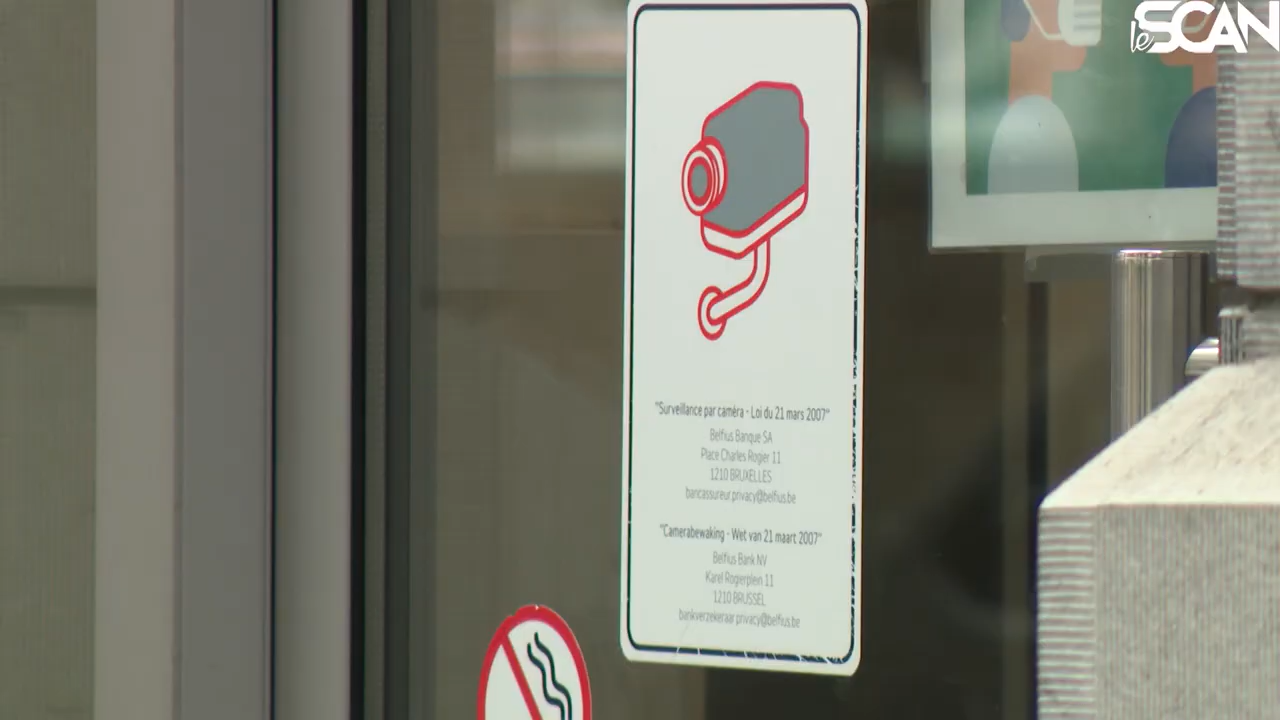 le SCAN
"Surveillance par caméra - Loi du 21 mars 2007"
Belfius Banque SA
Place Charles Rogier 11
1210 BRUXELLES
bancassureur.privacy@belfius.be
"Camerabewaking - Wet van 21 maart 2007"
Belfius Bank NV
Karel Rogierplein 11
1210 BRUSSEL
bankverzekeraar.privacy@belfius.be